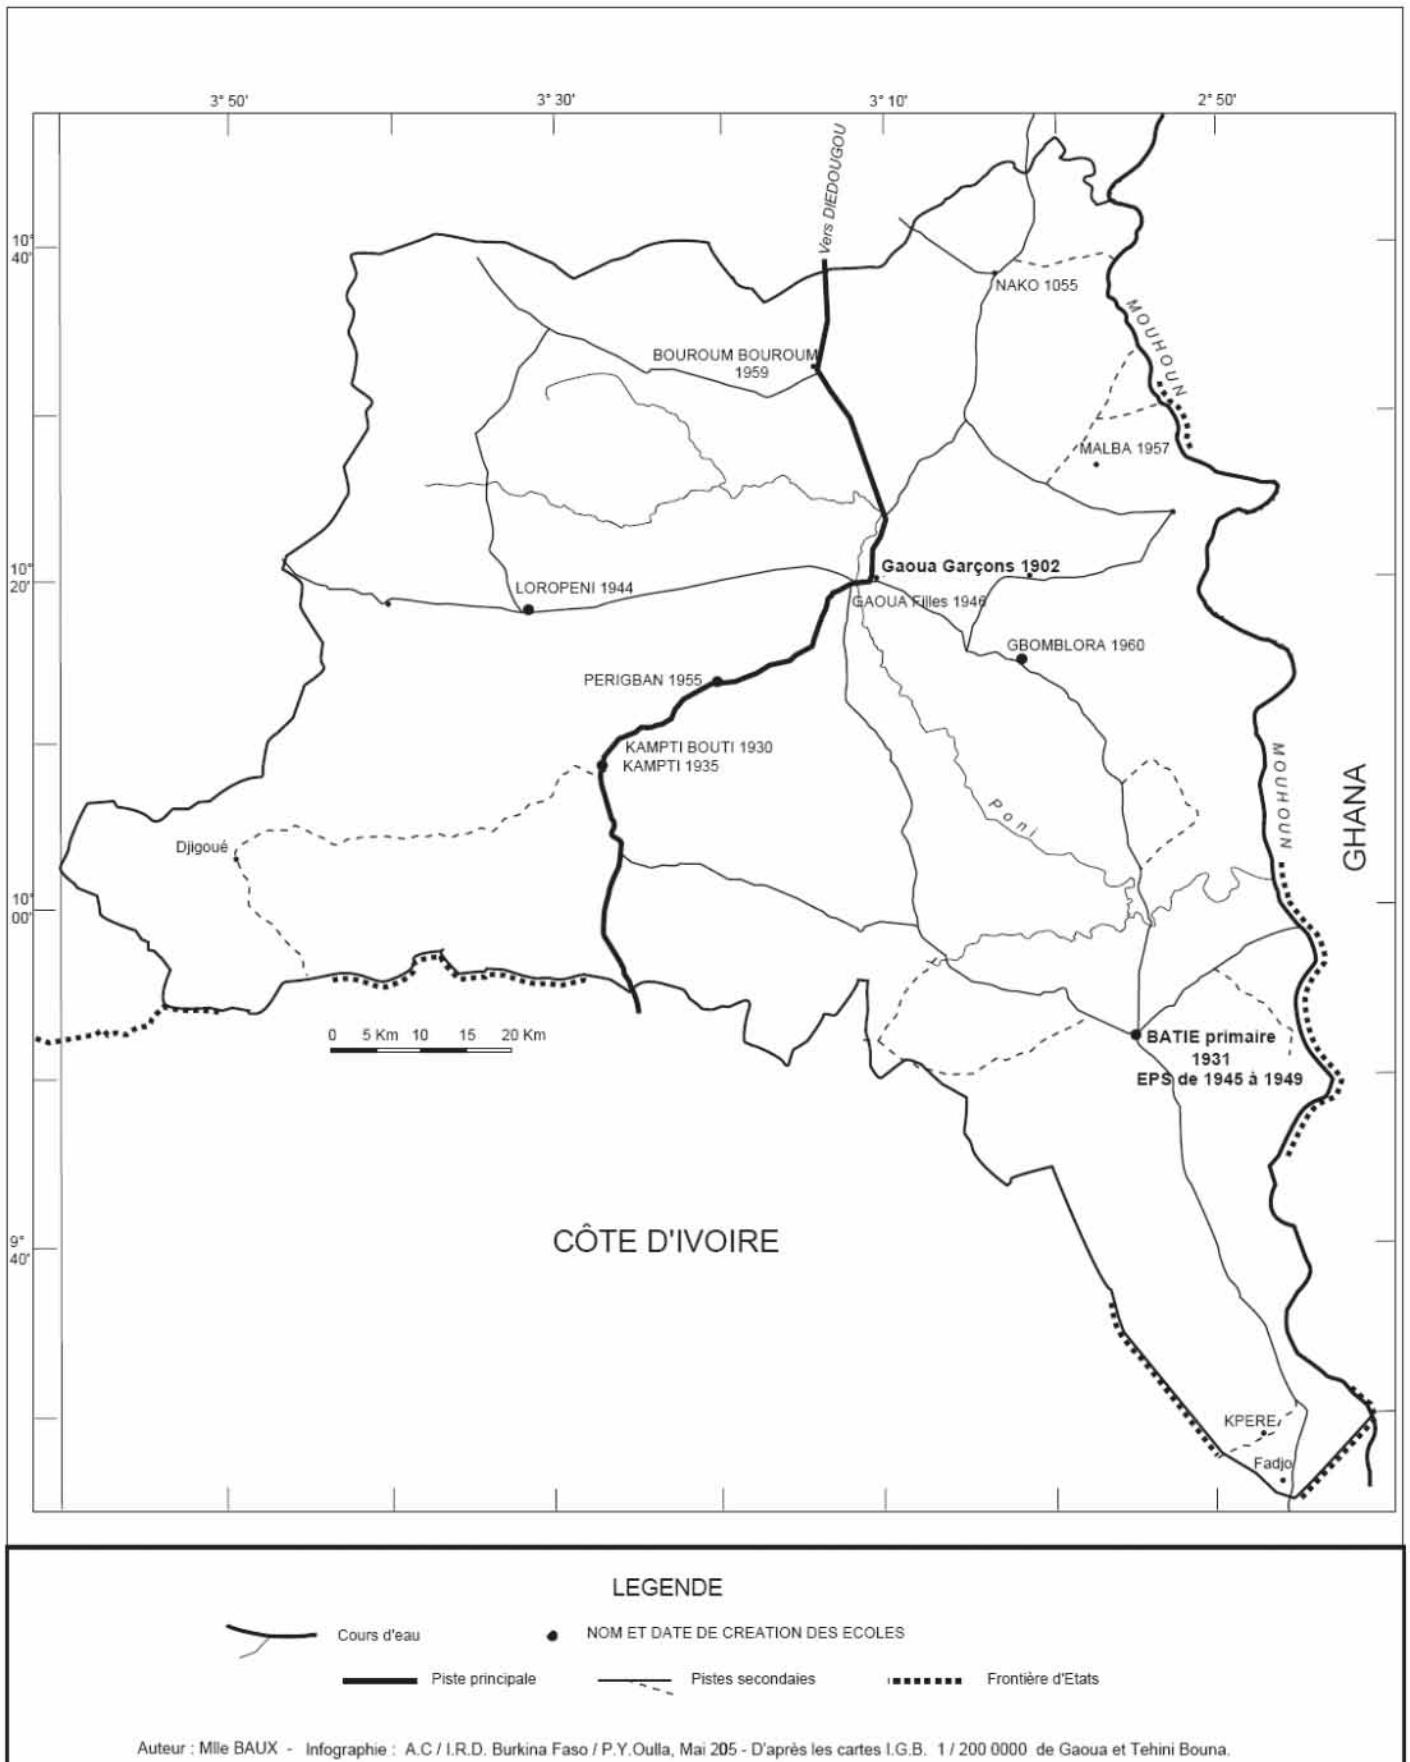 3° 50'
3° 30'
3° 10'
2° 50'
Vers DIEDOUGOU
10°
40'
NAKO 1055
MOUHOUN
BOUROUM BOUROUM
1959
MALBA 1957
10°
20'
Gaoua Garçons 1902
LOROPENI 1944
GAOUA Filles 1946
GBOMBLORA 1960
PERIGBAN 1955
KAMPTI BOUTI 1930
KAMPTI 1935
MOUHOUN
GHANA
Poni
Djigoué
10°
00'
0 5 Km 10 15 20 Km
BATIE primaire
1931
EPS de 1945 à 1949
CÔTE D'IVOIRE
9°
40'
KPERE
Fadjo
LEGENDE
Cours d'eau
NOM ET DATE DE CREATION DES ECOLES
Piste principale
Pistes secondaies
Frontière d'Etats
Auteur : Mlle BAUX - Infographie : A.C / I.R.D. Burkina Faso / P.Y.Oulla, Mai 205 - D'après les cartes I.G.B. 1 / 200 0000 de Gaoua et Tehini Bouna.